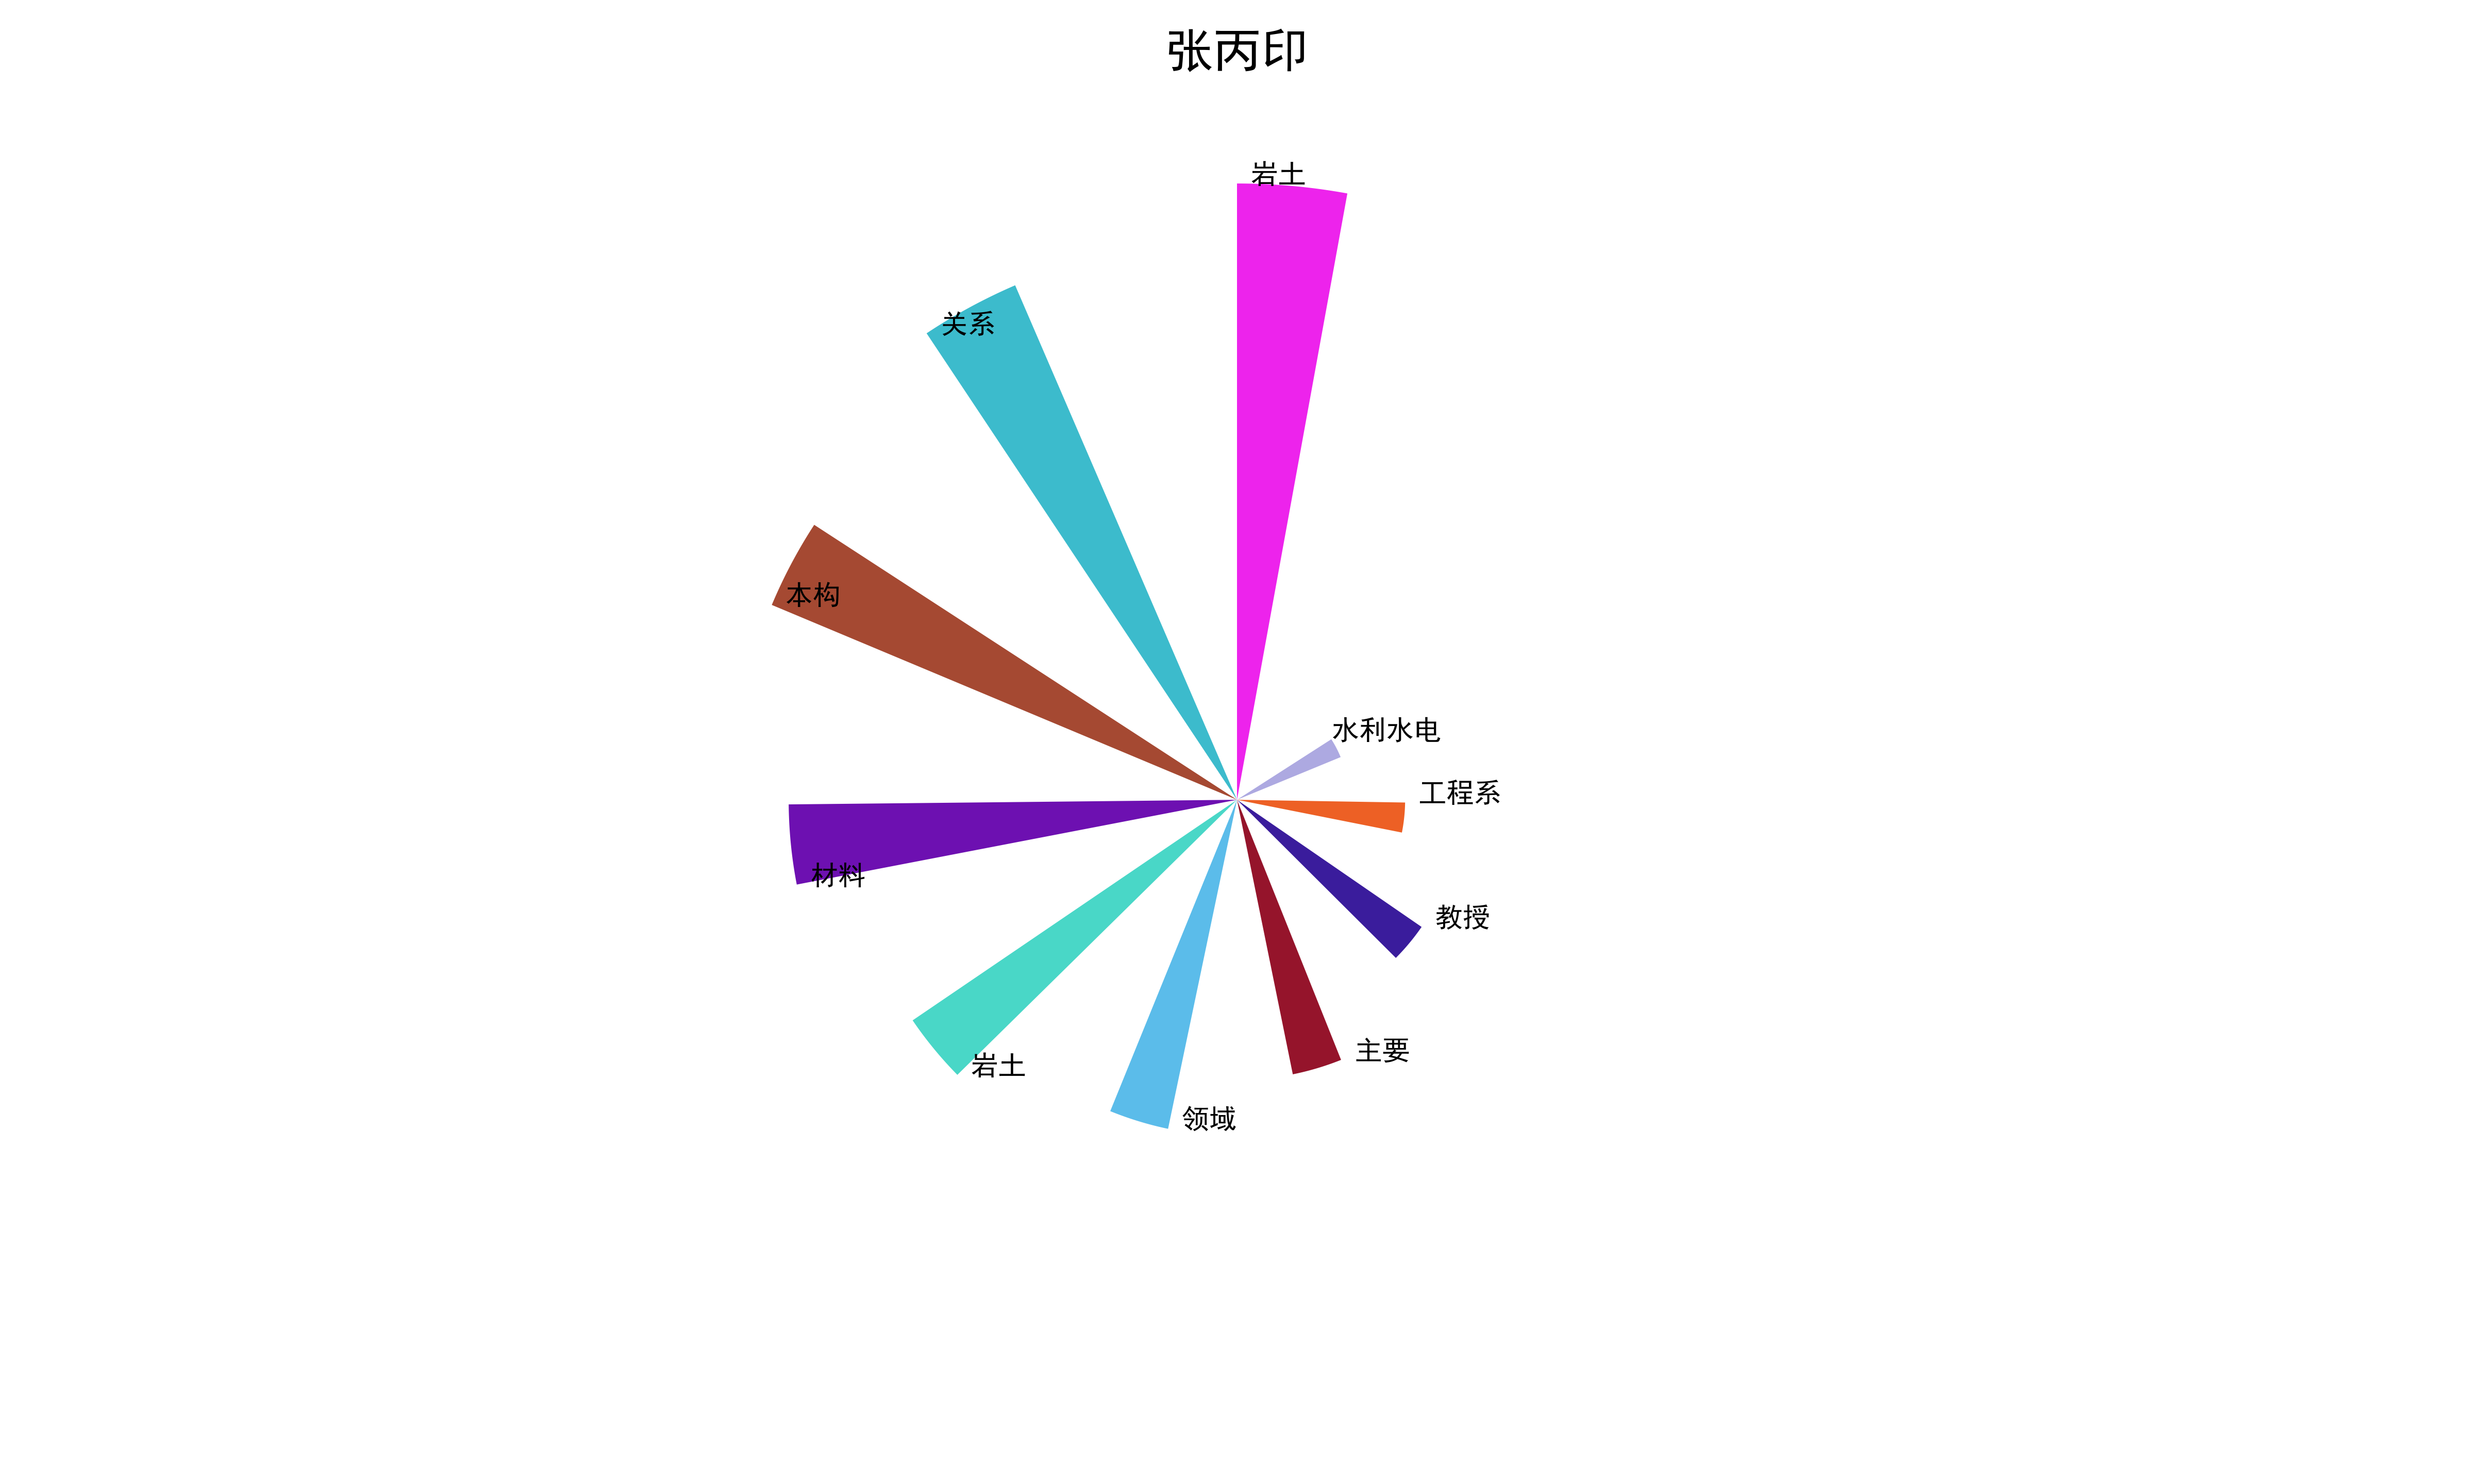 张丙印
岩土
关系
本构
水利水电
工程系
材料
教授
主要
岩土
领域